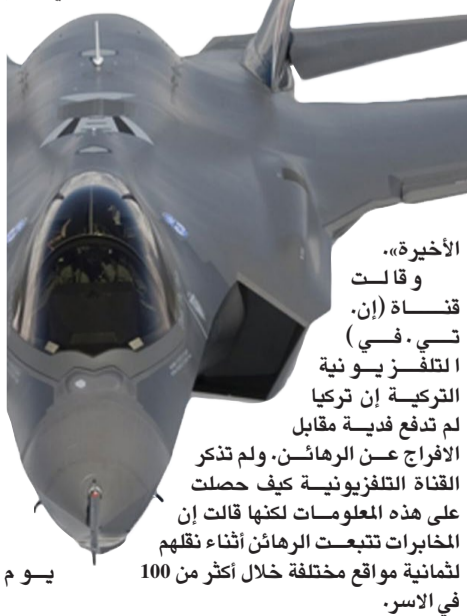 الأخيرة».
وقالت
قناة (إن.
تي. في)
التلفزيونية
التركية إن تركيا
لم تدفع فدية مقابل
الافراج عن الرهائن. ولم تذكر
القناة التلفزيونية كيف حصلت
على هذه المعلومات لكنها قالت إن
المخابرات تتبعت الرهائن أثناء نقلهم
لثمانية مواقع مختلفة خلال أكثر من 100 يوم
في الاسر.